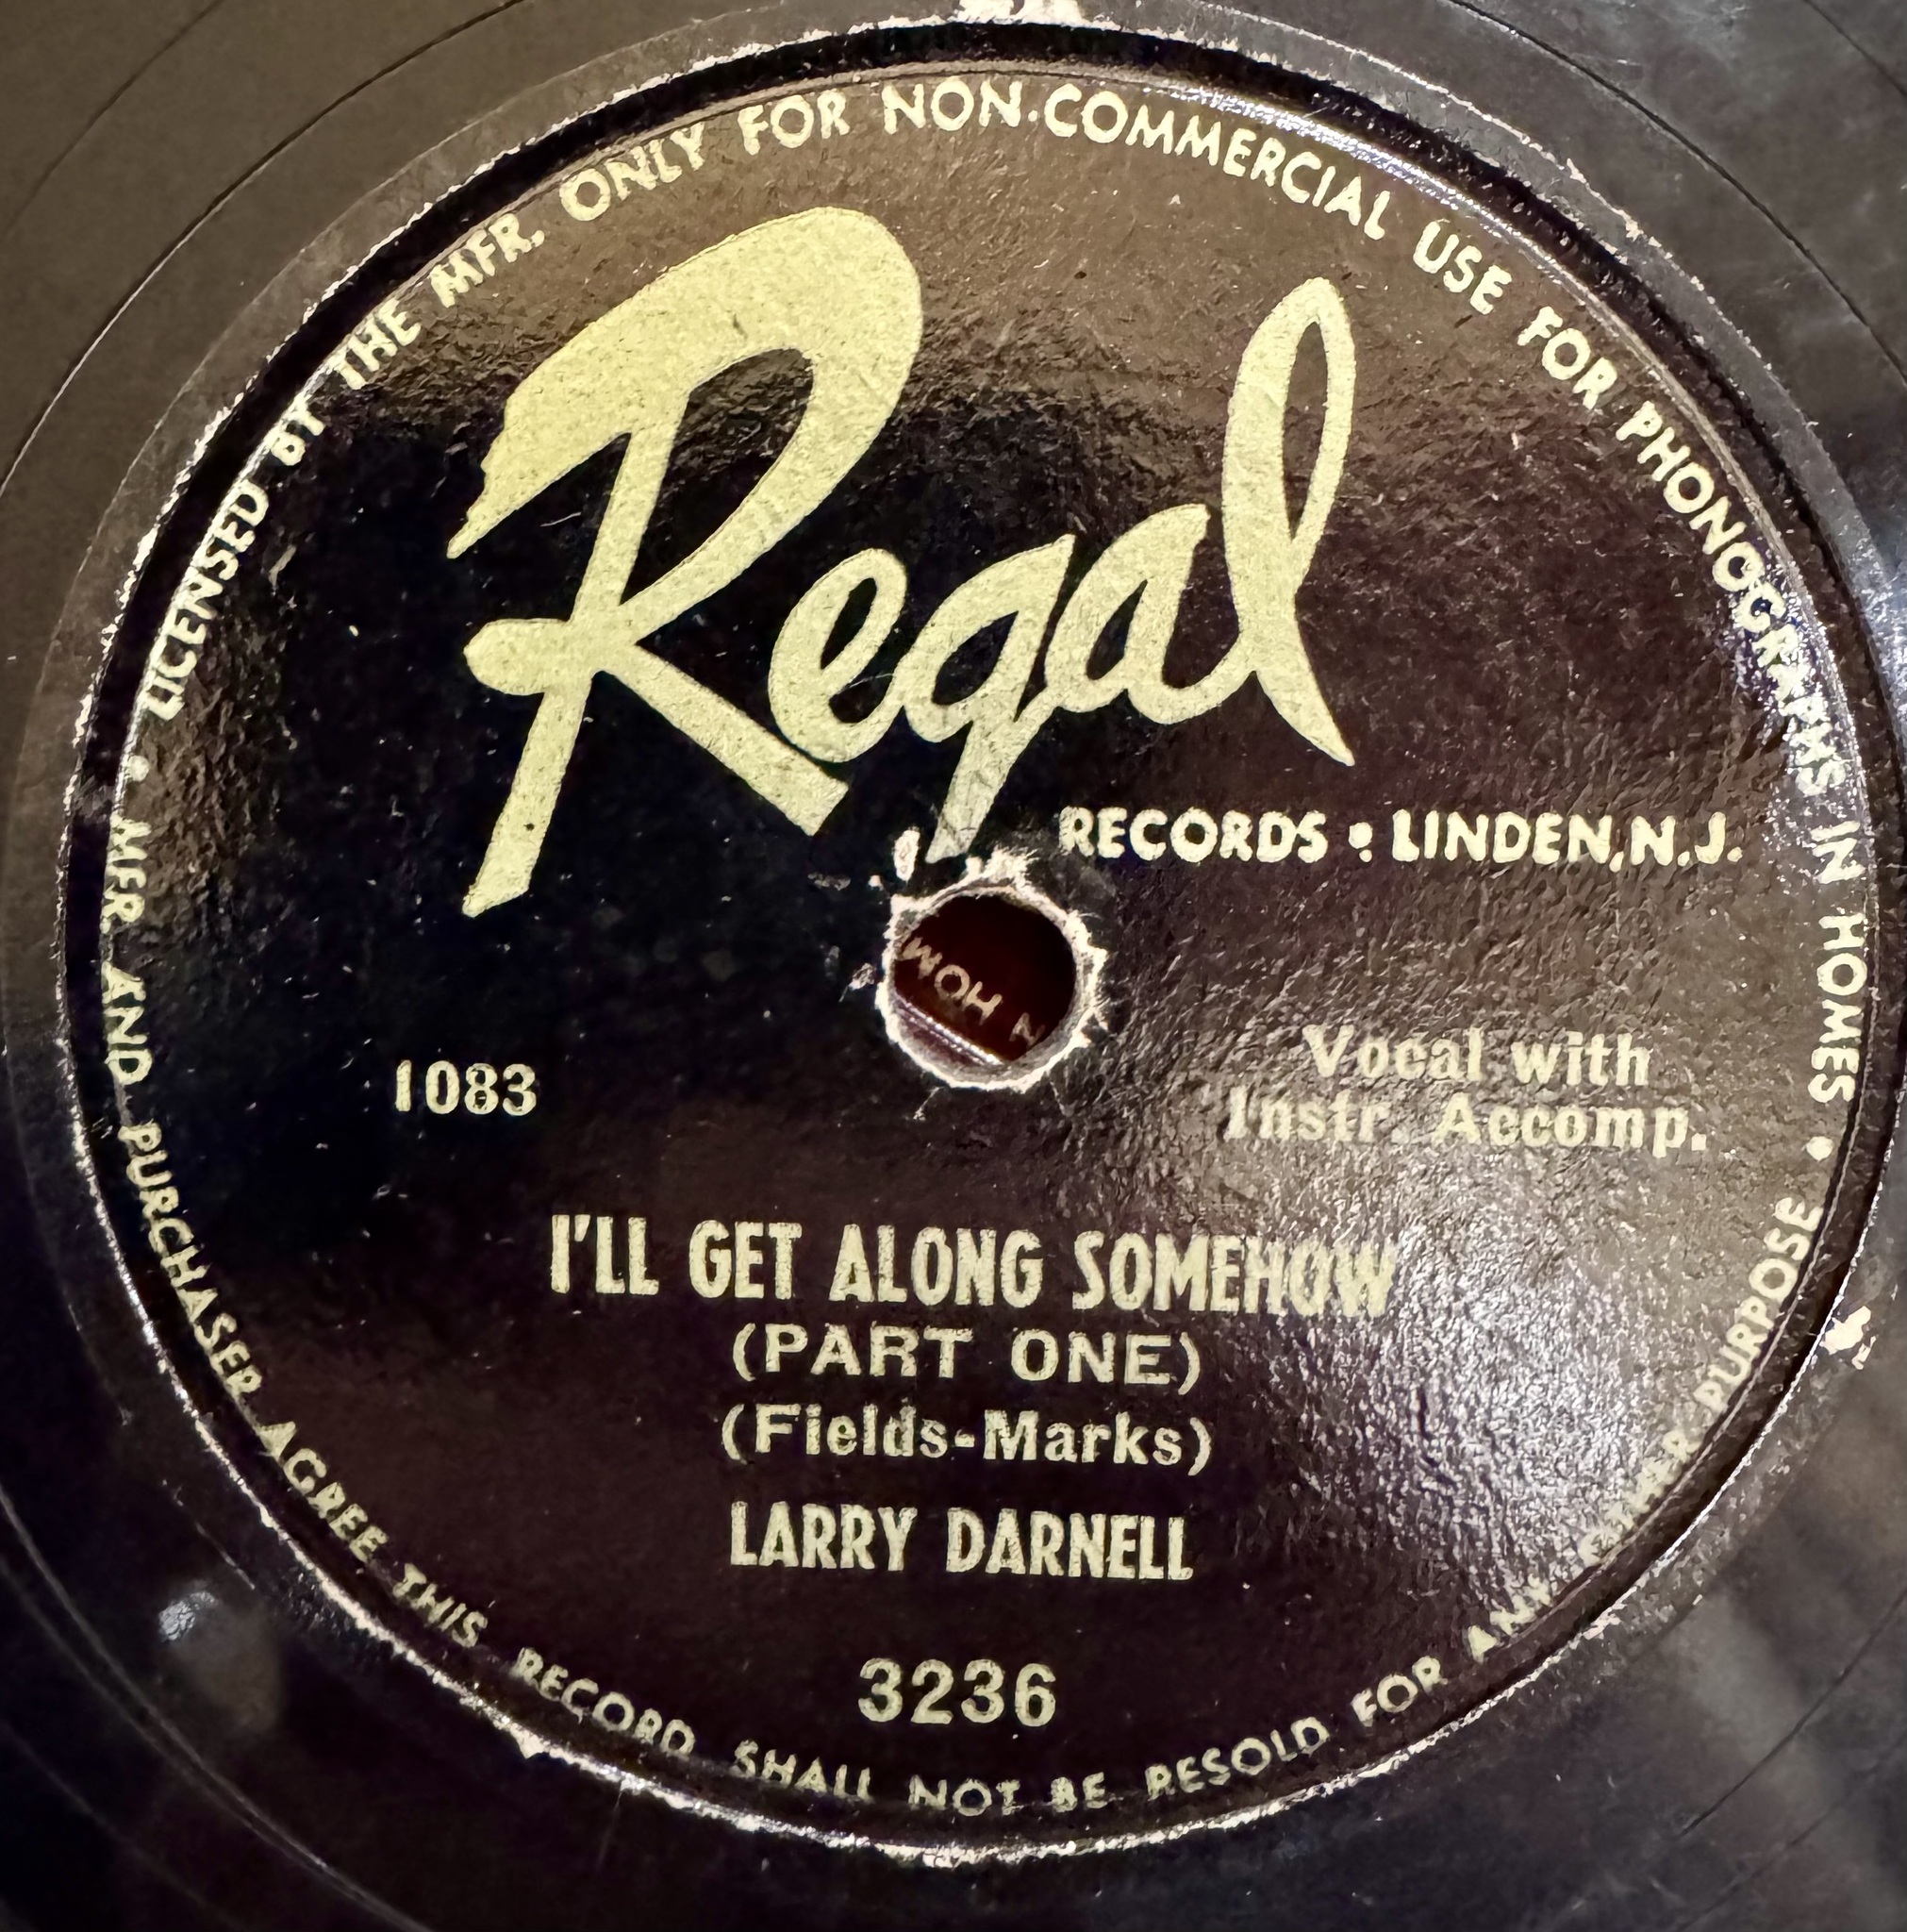 LICENSED BY THE MFR. ONLY FOR NON-COMMERCIAL USE FOR PHONOGRAPHS IN HOMES •
Regal
RECORDS • LINDEN, N.J.
N HOM
1083
Vocal with
Instr. Accomp.
I'LL GET ALONG SOMEHOW
(PART ONE)
(Fields-Marks)
LARRY DARNELL
3236
• MFR AND PURCHASER AGREE THIS RECORD SHALL NOT BE RESOLD FOR ANY OTHER PURPOSE